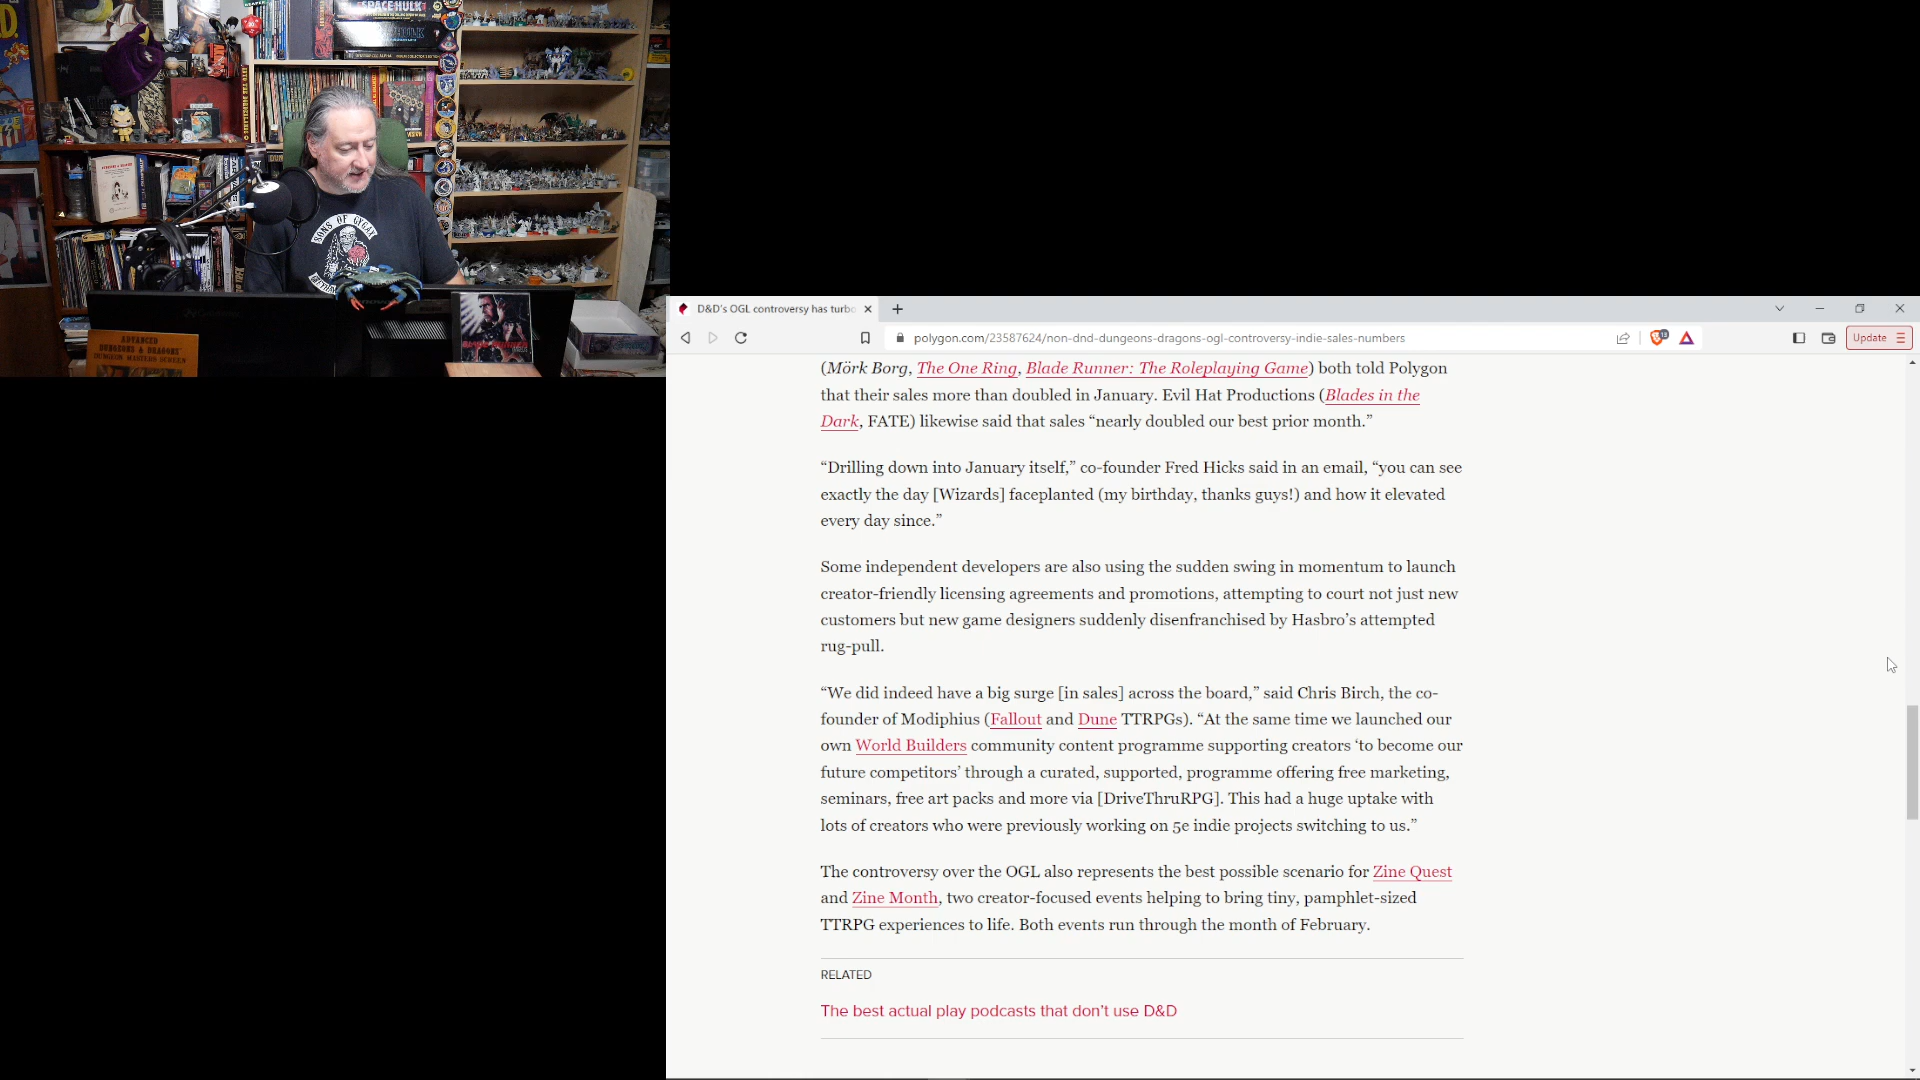 SPACE HULK
SONS OF GYGAX
ADVANCED
DUNGEONS & DRAGONS
DUNGEON MASTERS SCREEN
D&D's OGL controversy has turbo
polygon.com/23587624/non-dnd-dungeons-dragons-ogl-controversy-indie-sales-numbers
Update
(Mörk Borg, The One Ring, Blade Runner: The Roleplaying Game) both told Polygon
that their sales more than doubled in January. Evil Hat Productions (Blades in the
Dark, FATE) likewise said that sales “nearly doubled our best prior month.”
“Drilling down into January itself,” co-founder Fred Hicks said in an email, “you can see
exactly the day [Wizards] faceplanted (my birthday, thanks guys!) and how it elevated
every day since.”
Some independent developers are also using the sudden swing in momentum to launch
creator-friendly licensing agreements and promotions, attempting to court not just new
customers but new game designers suddenly disenfranchised by Hasbro’s attempted
rug-pull.
“We did indeed have a big surge [in sales] across the board,” said Chris Birch, the co-
founder of Modiphius (Fallout and Dune TTRPGs). “At the same time we launched our
own World Builders community content programme supporting creators ‘to become our
future competitors’ through a curated, supported, programme offering free marketing,
seminars, free art packs and more via [DriveThruRPG]. This had a huge uptake with
lots of creators who were previously working on 5e indie projects switching to us.”
The controversy over the OGL also represents the best possible scenario for Zine Quest
and Zine Month, two creator-focused events helping to bring tiny, pamphlet-sized
TTRPG experiences to life. Both events run through the month of February.
RELATED
The best actual play podcasts that don’t use D&D